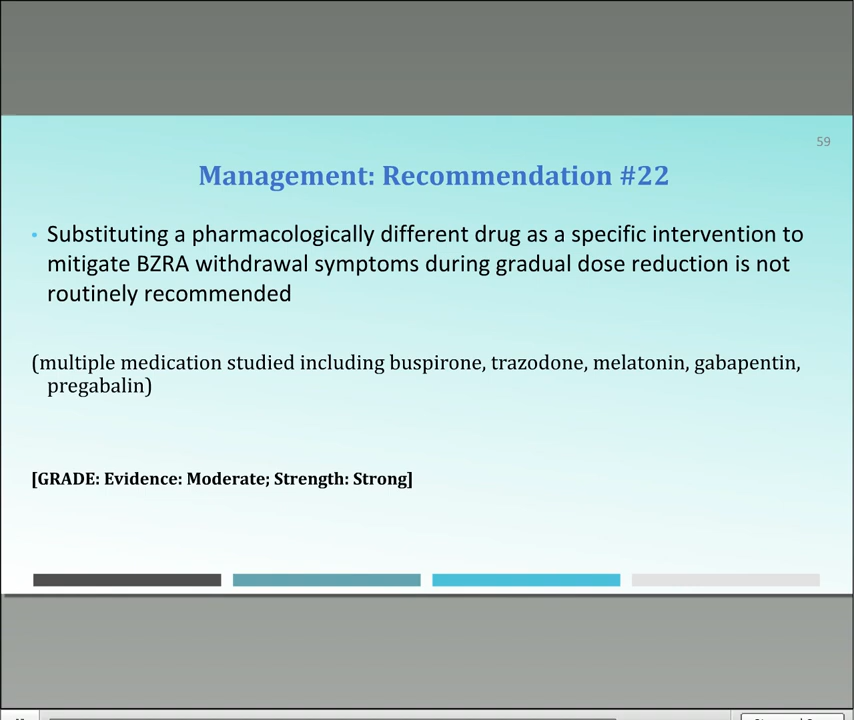 59
Management: Recommendation #22
• Substituting a pharmacologically different drug as a specific intervention to
mitigate BZRA withdrawal symptoms during gradual dose reduction is not
routinely recommended
(multiple medication studied including buspirone, trazodone, melatonin, gabapentin,
pregabalin)
[GRADE: Evidence: Moderate; Strength: Strong]